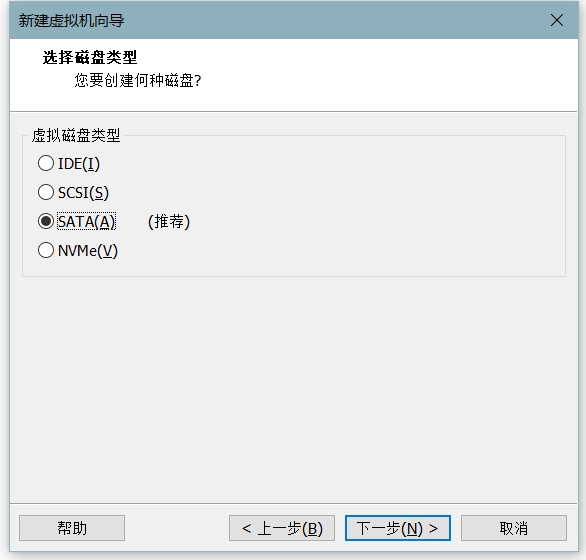 新建虚拟机向导
选择磁盘类型
您要创建何种磁盘?
虚拟磁盘类型
IDE(I)
SCSI(S)
SATA(A) (推荐)
NVMe(V)
帮助 < 上一步(B) 下一步(N) > 取消